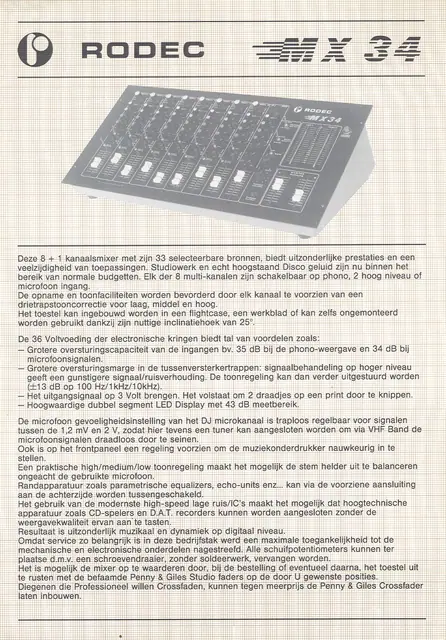 RODEC MX 34
RODEC
MX34
Deze 8 + 1 kanaalsmixer met zijn 33 selecteerbare bronnen, biedt uitzonderlijke prestaties en een
veelzijdigheid van toepassingen. Studiowerk en echt hoogstaand Disco geluid zijn nu binnen het
bereik van normale budgetten. Elk der 8 multi-kanalen zijn schakelbaar op phono, 2 hoog niveau of
microfoon ingang.
De opname en toonfaciliteiten worden bevorderd door elk kanaal te voorzien van een
drietrapstooncorrectie voor laag, middel en hoog.
Het toestel kan ingebouwd worden in een flightcase, een werkblad of kan zelfs ongemonteerd
worden gebruikt dankzij zijn nuttige inclinatiehoek van 25°.
De 36 Voltvoeding der electronische kringen biedt tal van voordelen zoals:
— Grotere oversturingscapaciteit van de ingangen bv. 35 dB bij de phono-weergave en 34 dB bij
microfoonsignalen.
— Grotere oversturingsmarge in de tussenversterkertrappen: signaalbehandeling op hoger niveau
geeft een gunstigere signaal/ruisverhouding. De toonregeling kan dan verder uitgestuurd worden
(±13 dB op 100 Hz/1kHz/10kHz).
— Het uitgangsignaal op 3 Volt brengen. Het volstaat om 2 draadjes op een print door te knippen.
— Hoogwaardige dubbel segment LED Display met 43 dB meetbereik.
De microfoon gevoeligheidsinstelling van het DJ microkanaal is traploos regelbaar voor signalen
tussen de 1,2 mV en 2 V, zodat hier tevens een tuner kan aangesloten worden om via VHF Band de
microfoonsignalen draadloos door te seinen.
Ook is op het frontpaneel een regeling voorzien om de muziekonderdrukker nauwkeurig in te
stellen.
Een praktische high/medium/low toonregeling maakt het mogelijk de stem helder uit te balanceren
ongeacht de gebruikte microfoon.
Randapparatuur zoals parametrische equalizers, echo-units enz... kan via de voorziene aansluiting
aan de achterzijde worden tussengeschakeld.
Het gebruik van de modernste high-speed lage ruis/IC's maakt het mogelijk dat hoogtechnische
apparatuur zoals CD-spelers en D.A.T. recorders kunnen worden aangesloten zonder de
weergavekwaliteit ervan aan te tasten.
Resultaat is uitzonderlijk muzikaal en dynamiek op digitaal niveau.
Omdat service zo belangrijk is in deze bedrijfstak werd een maximale toegankelijkheid tot de
mechanische en electronische onderdelen nagestreefd. Alle schuifpotentiometers kunnen ter
plaatse d.m.v. een schroevendraaier, zonder soldeerwerk, vervangen worden.
Het is mogelijk de mixer op te waarderen door, bij de bestelling of eventueel daarna, het toestel uit
te rusten met de befaamde Penny & Giles Studio faders op de door U gewenste posities.
Diegenen die Professioneel willen Crossfaden, kunnen tegen meerprijs de Penny & Giles Crossfader
laten inbouwen.